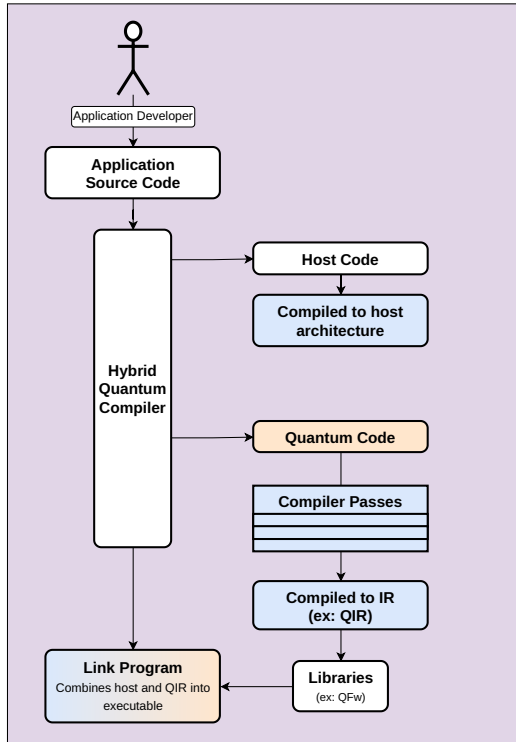 Application Developer
Application
Source Code
Host Code
Compiled to host
architecture
Hybrid
Quantum
Compiler
Quantum Code
Compiler Passes
Compiled to IR
(ex: QIR)
Link Program
Combines host and QIR into
executable
Libraries
(ex: QFw)